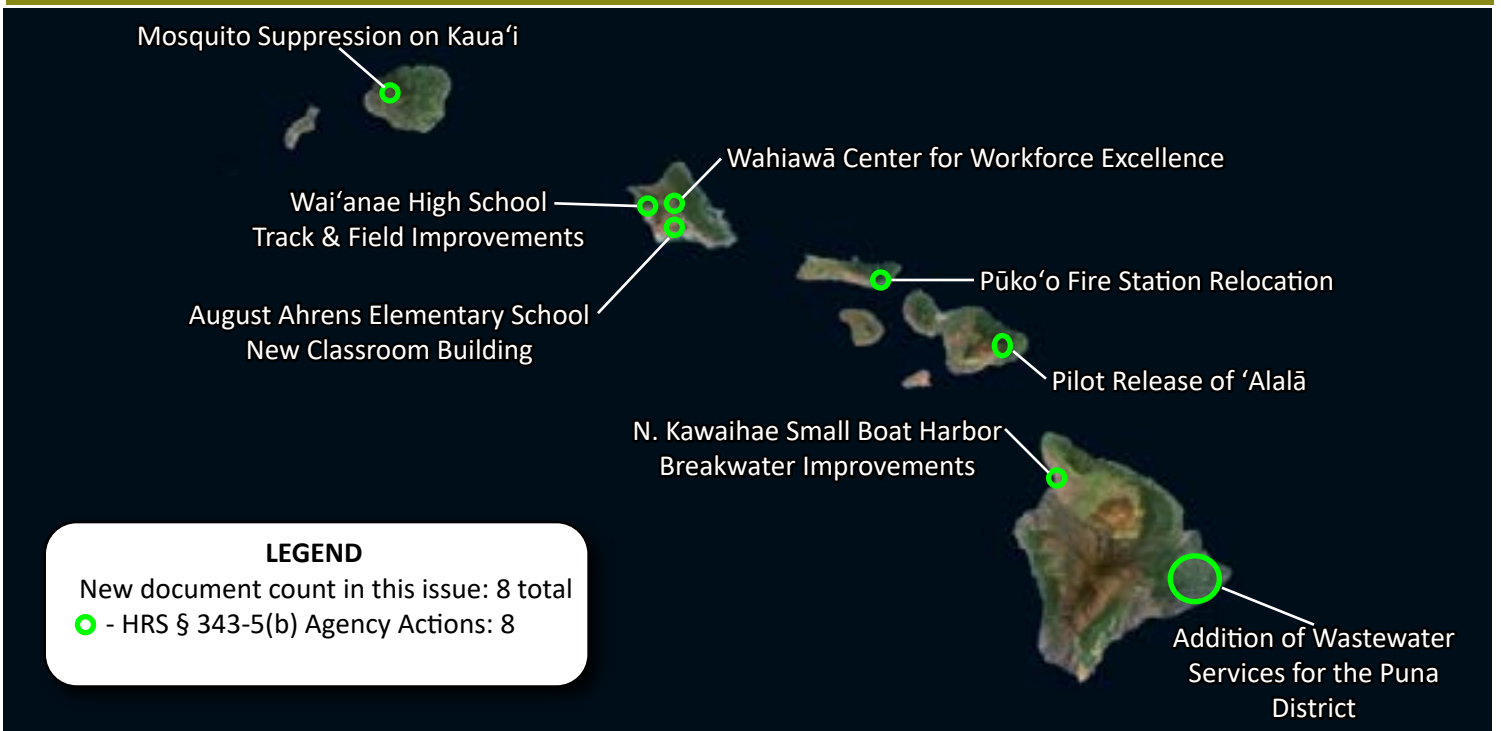 Mosquito Suppression on Kauaʻi
Wahiawā Center for Workforce Excellence
Waiʻanae High School
Track & Field Improvements
Pūkoʻo Fire Station Relocation
August Ahrens Elementary School
New Classroom Building
Pilot Release of ʻAlalā
N. Kawaihae Small Boat Harbor
Breakwater Improvements
LEGEND
New document count in this issue: 8 total
- HRS § 343-5(b) Agency Actions: 8
Addition of Wastewater
Services for the Puna
District